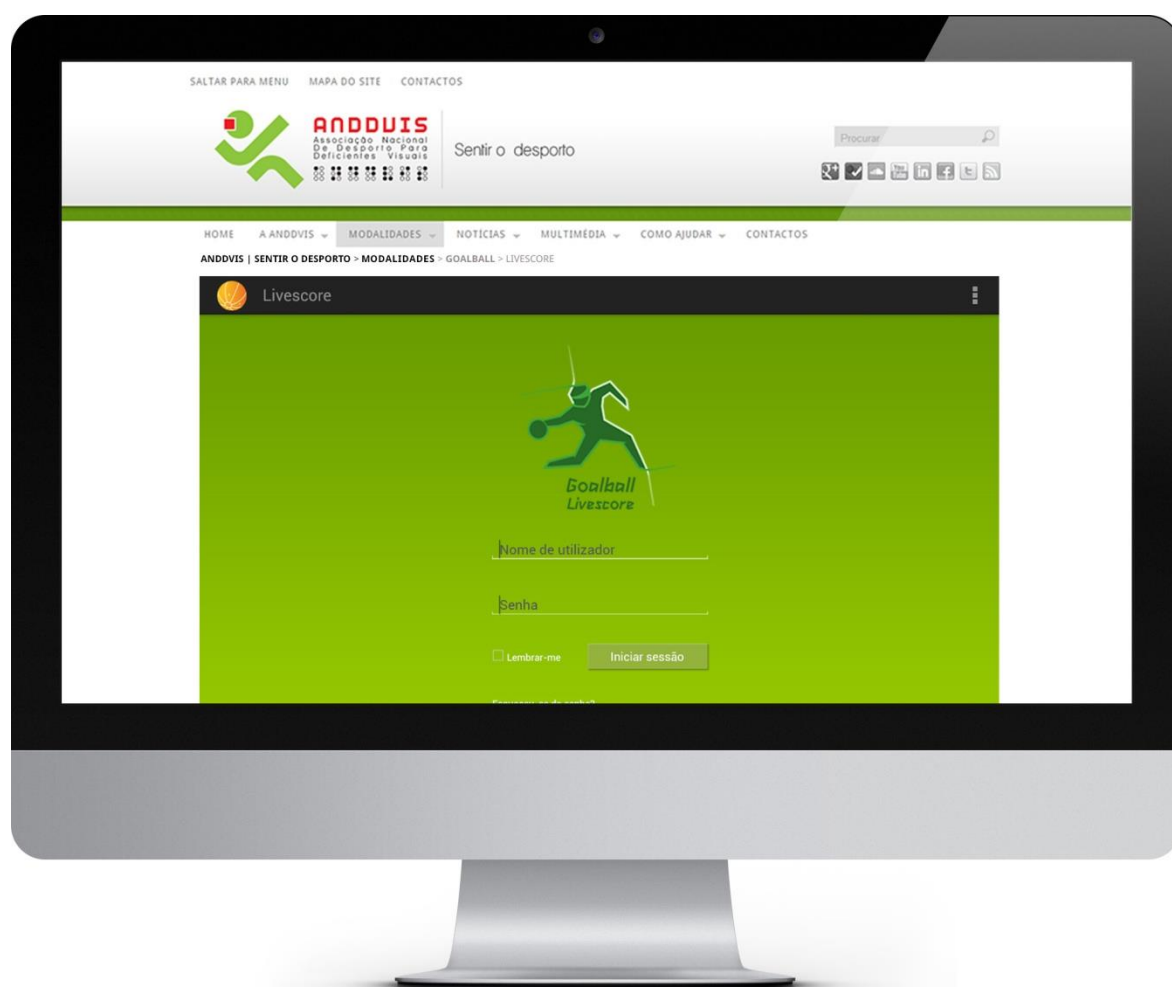 SALTAR PARA MENU MAPA DO SITE CONTACTOS
ANDDVIS
Associação Nacional
De Desporto Para
Deficientes Visuais
Sentir o desporto
Procurar
HOME A ANDDVIS MODALIDADES NOTÍCIAS MULTIMÉDIA COMO AJUDAR CONTACTOS
ANDDVIS | SENTIR O DESPORTO > MODALIDADES > GOALBALL > LIVESCORE
Livescore
Goalball
Livescore
Nome de utilizador
Senha
Lembrar-me Iniciar sessão